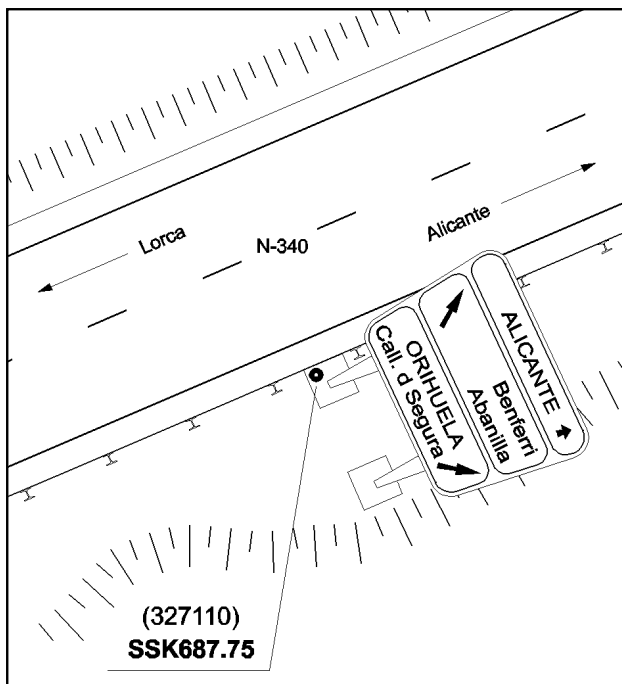 Lorca
N-340
Alicante
ALICANTE
Benferri
Abanilla
ORIHUELA
Call. d Segura
(327110)
SSK687.75